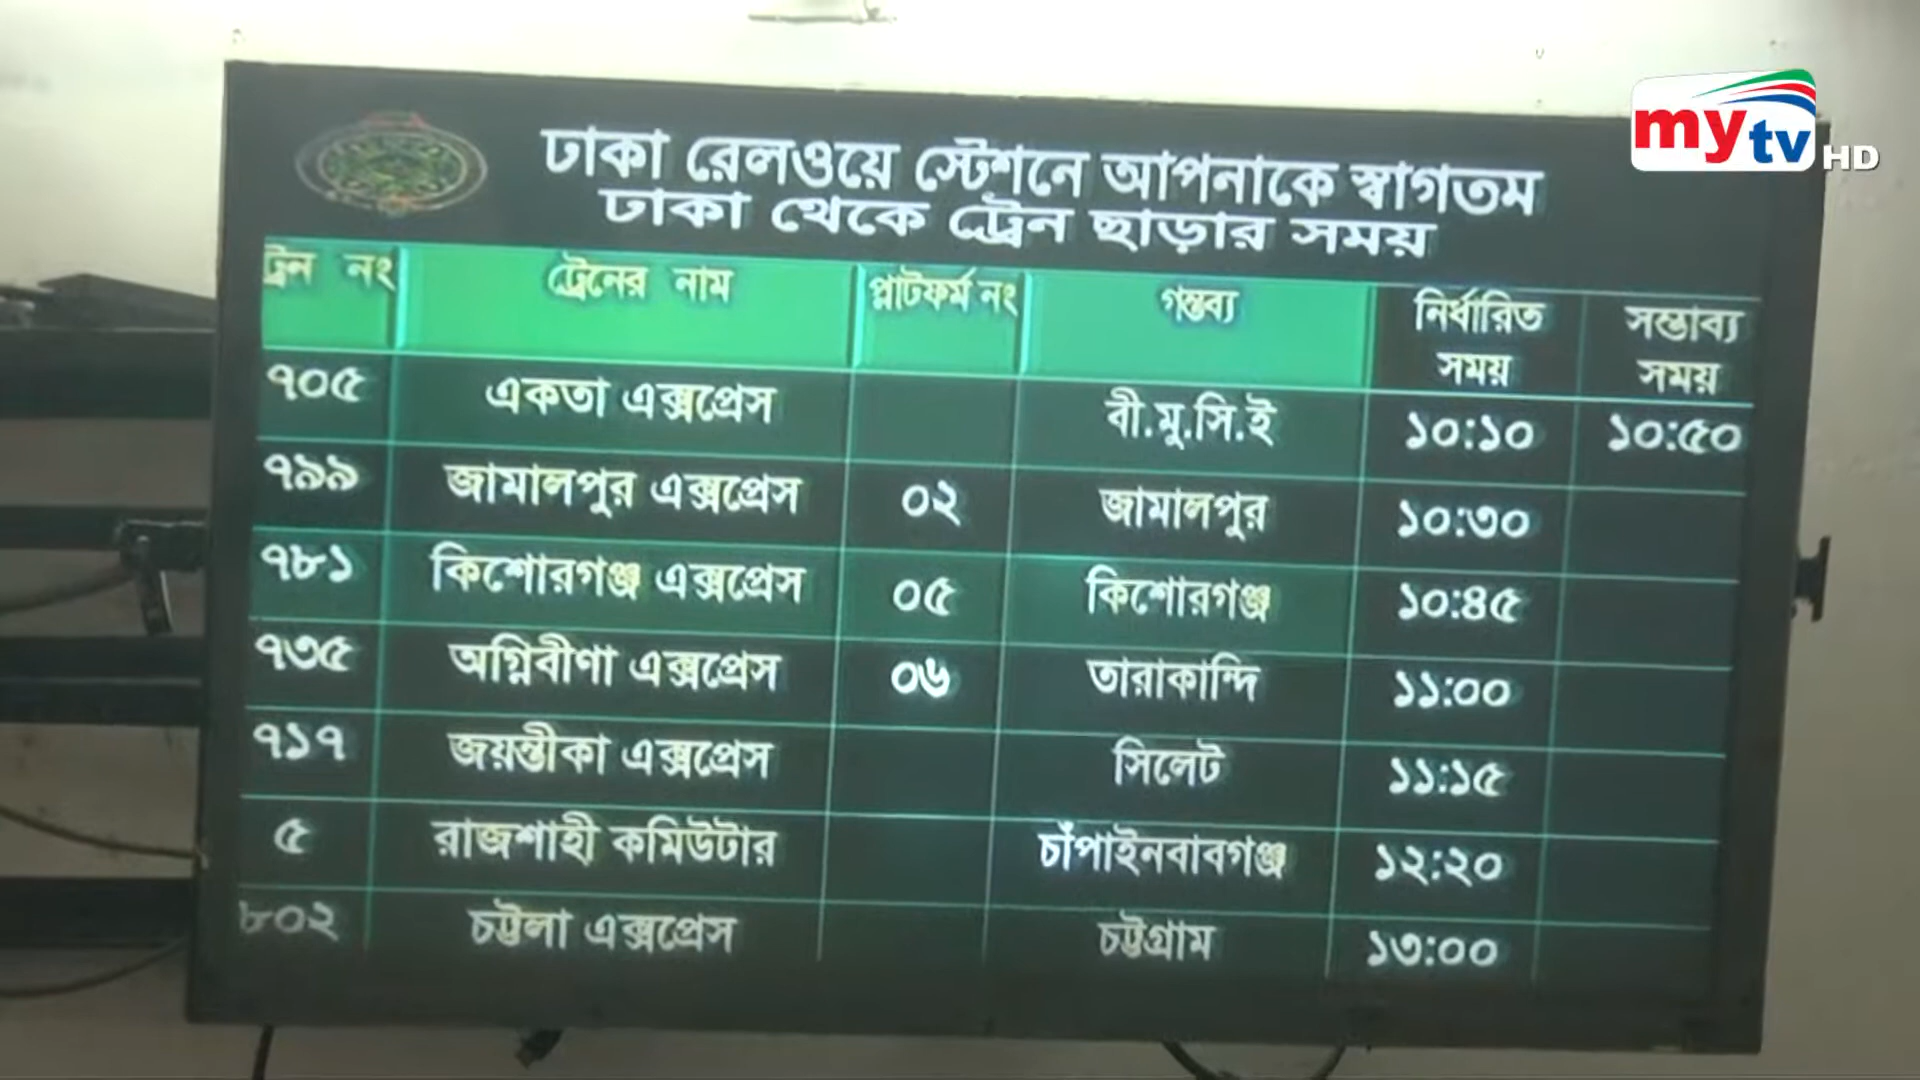 my tv HD
ঢাকা রেলওয়ে স্টেশনে আপনাকে স্বাগতম
ঢাকা থেকে ট্রেন ছাড়ার সময়
ট্রেন নং ট্রেনের নাম প্লাটফর্ম নং গন্তব্য নির্ধারিত সময় সম্ভাব্য সময়
৭০৫ একতা এক্সপ্রেস বী.মু.সি.ই ১০:১০ ১০:৫০
৭৯৯ জামালপুর এক্সপ্রেস ০২ জামালপুর ১০:৩০
৭৮১ কিশোরগঞ্জ এক্সপ্রেস ০৫ কিশোরগঞ্জ ১০:৪৫
৭৩৫ অগ্নিবীণা এক্সপ্রেস ০৬ তারাকান্দি ১১:০০
৭১৭ জয়ন্তীকা এক্সপ্রেস সিলেট ১১:১৫
৫ রাজশাহী কমিউটার চাঁপাইনবাবগঞ্জ ১২:২০
৮০২ চট্টলা এক্সপ্রেস চট্টগ্রাম ১৩:০০